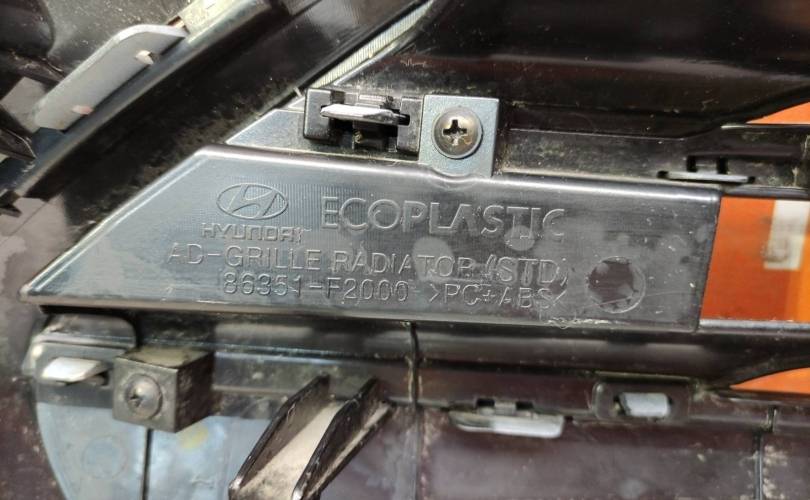 HYUNDAI ECOPLASTIC
AD-GRILLE RADIATOR (STD)
86351-F2000 >PC+ABS<